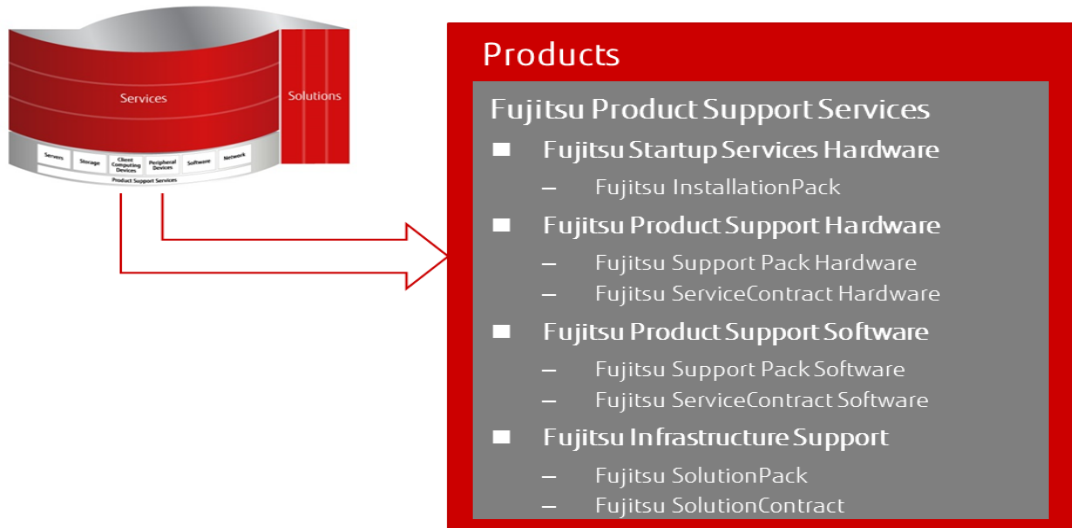 Services
Solutions
Servers
Storage
Client
Computing
Devices
Peripheral
Devices
Software
Network
Product Support Services
Products
Fujitsu Product Support Services
Fujitsu Startup Services Hardware
– Fujitsu InstallationPack
Fujitsu Product Support Hardware
– Fujitsu Support Pack Hardware
– Fujitsu ServiceContract Hardware
Fujitsu Product Support Software
– Fujitsu Support Pack Software
– Fujitsu ServiceContract Software
Fujitsu Infrastructure Support
– Fujitsu SolutionPack
– Fujitsu SolutionContract